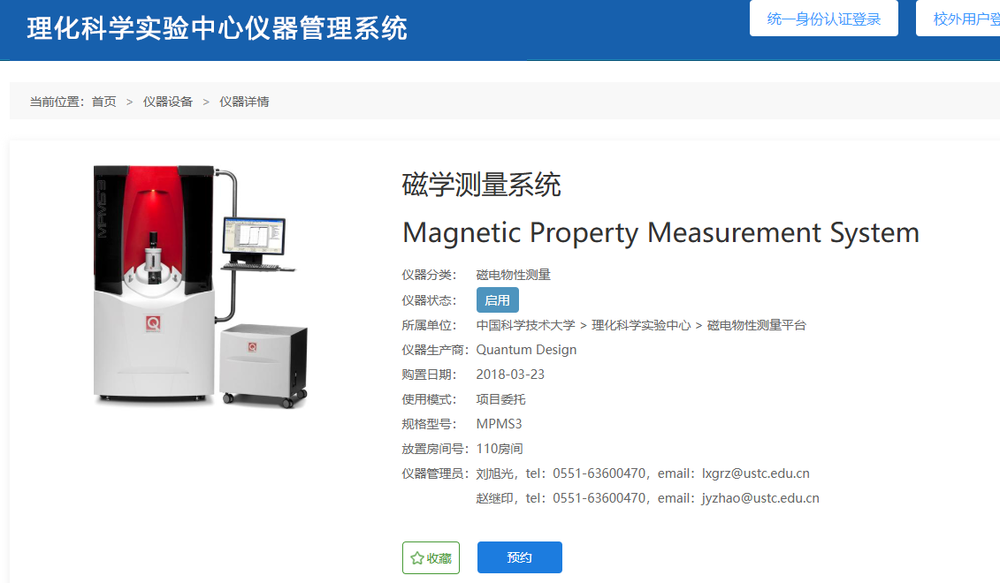 理化科学实验中心仪器管理系统
统一身份认证登录
校外用户登
当前位置：首页 > 仪器设备 > 仪器详情
MPMS3
磁学测量系统
Magnetic Property Measurement System
仪器分类： 磁电物性测量
仪器状态： 启用
所属单位： 中国科学技术大学 > 理化科学实验中心 > 磁电物性测量平台
仪器生产商：Quantum Design
购置日期： 2018-03-23
使用模式： 项目委托
规格型号： MPMS3
放置房间号：110房间
仪器管理员：刘旭光，tel：0551-63600470，email：lxgrz@ustc.edu.cn
赵继印，tel：0551-63600470，email：jyzhao@ustc.edu.cn
收藏
预约